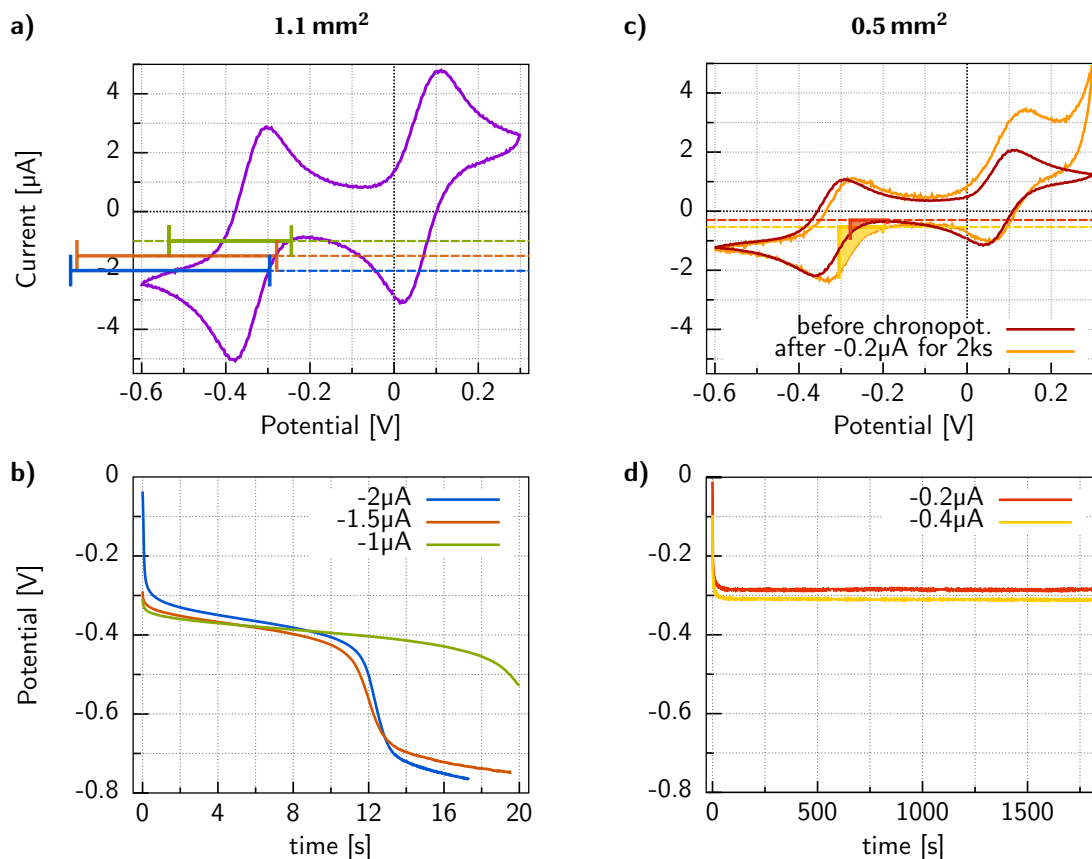 a)
1.1 mm²
4
2
0
-2
-4
Current [µA]
-0.6
-0.4
-0.2
0
0.2
Potential [V]
c)
0.5 mm²
4
2
0
-2
-4
before chronopot.
after -0.2µA for 2ks
-0.6
-0.4
-0.2
0
0.2
Potential [V]
b)
0
-0.2
-0.4
-0.6
-0.8
Potential [V]
-2µA
-1.5µA
-1µA
0
4
8
12
16
20
time [s]
d)
0
-0.2
-0.4
-0.6
-0.8
-0.2µA
-0.4µA
0
500
1000
1500
time [s]